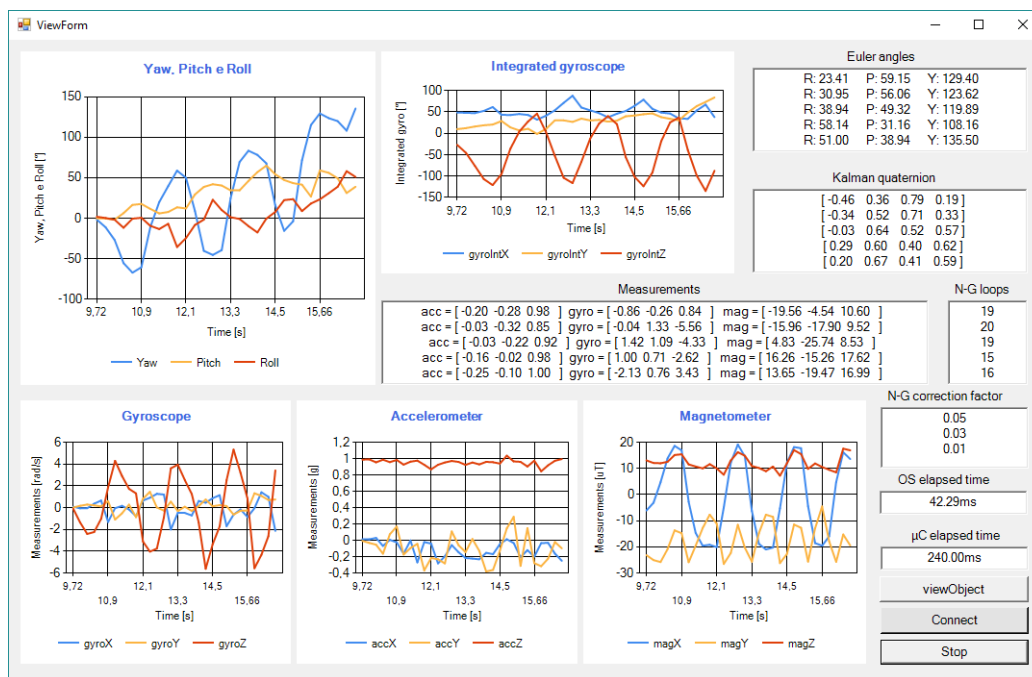 ViewForm
Yaw, Pitch e Roll
Yaw, Pitch e Roll [°]
150
100
50
0
-50
-100
9,72 10,9 12,1 13,3 14,5 15,66
Time [s]
Yaw Pitch Roll
Integrated gyroscope
Integrated gyro [°]
100
50
0
-50
-100
-150
9,72 10,9 12,1 13,3 14,5 15,66
Time [s]
gyroIntX gyroIntY gyroIntZ
Euler angles
R: 23.41 P: 59.15 Y: 129.40
R: 30.95 P: 56.06 Y: 123.62
R: 38.94 P: 49.32 Y: 119.89
R: 58.14 P: 31.16 Y: 108.16
R: 51.00 P: 38.94 Y: 135.50
Kalman quaternion
[ -0.46 0.36 0.79 0.19 ]
[ -0.34 0.52 0.71 0.33 ]
[ -0.03 0.64 0.52 0.57 ]
[ 0.29 0.60 0.40 0.62 ]
[ 0.20 0.67 0.41 0.59 ]
Measurements
acc = [ -0.20 -0.28 0.98 ] gyro = [ -0.86 -0.26 0.84 ] mag = [ -19.56 -4.54 10.60 ]
acc = [ -0.03 -0.32 0.85 ] gyro = [ -0.04 1.33 -5.56 ] mag = [ -15.96 -17.90 9.52 ]
acc = [ -0.03 -0.22 0.92 ] gyro = [ 1.42 1.09 -4.33 ] mag = [ 4.83 -25.74 8.53 ]
acc = [ -0.16 -0.02 0.98 ] gyro = [ 1.00 0.71 -2.62 ] mag = [ 16.26 -15.26 17.62 ]
acc = [ -0.25 -0.10 1.00 ] gyro = [ -2.13 0.76 3.43 ] mag = [ 13.65 -19.47 16.99 ]
N-G loops
19
20
19
15
16
Gyroscope
Measurements [rad/s]
6
4
2
0
-2
-4
-6
9,72 12,1 14,5
10,9 13,3 15,66
Time [s]
gyroX gyroY gyroZ
Accelerometer
Measurements [g]
1,2
1
0,8
0,6
0,4
0,2
0
-0,2
-0,4
9,72 12,1 14,5
10,9 13,3 15,66
Time [s]
accX accY accZ
Magnetometer
Measurements [uT]
20
10
0
-10
-20
-30
9,72 12,1 14,5
10,9 13,3 15,66
Time [s]
magX magY magZ
N-G correction factor
0.05
0.03
0.01
OS elapsed time
42.29ms
µC elapsed time
240.00ms
viewObject
Connect
Stop